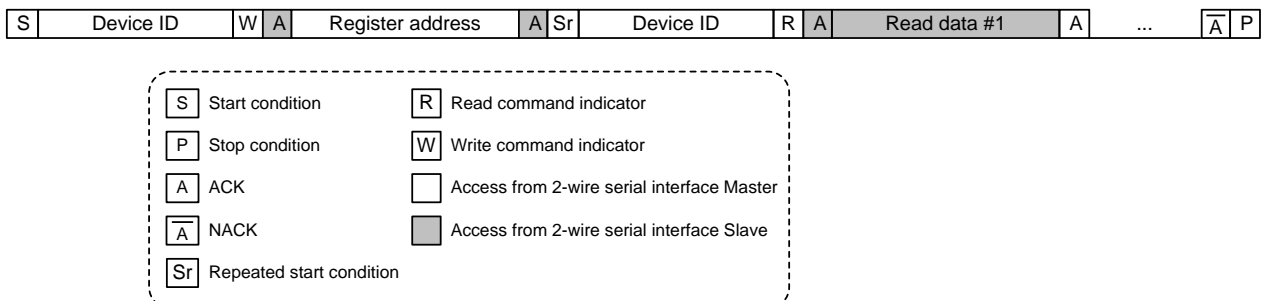 S Device ID W A Register address A Sr Device ID R A Read data #1 A ... A P
S Start condition R Read command indicator
P Stop condition W Write command indicator
A ACK Access from 2-wire serial interface Master
A NACK Access from 2-wire serial interface Slave
Sr Repeated start condition